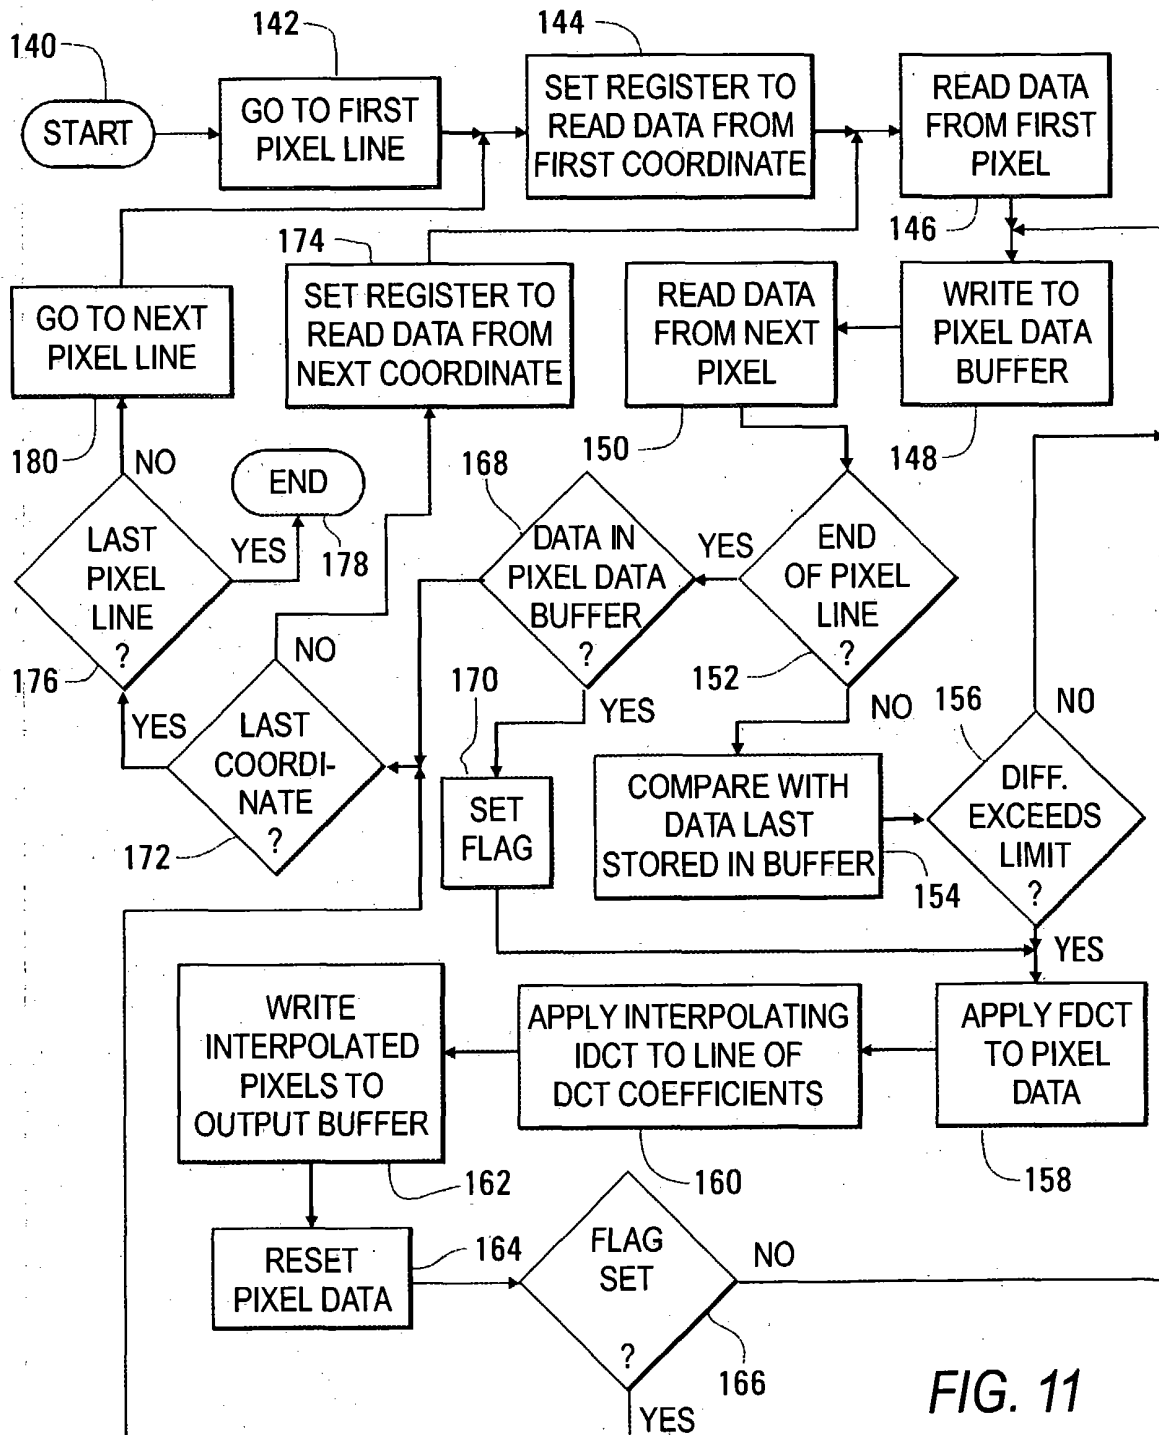 140
START
142
GO TO FIRST
PIXEL LINE
144
SET REGISTER TO
READ DATA FROM
FIRST COORDINATE
READ DATA
FROM FIRST
PIXEL
146
GO TO NEXT
PIXEL LINE
180
174
SET REGISTER TO
READ DATA FROM
NEXT COORDINATE
READ DATA
FROM NEXT
PIXEL
150
WRITE TO
PIXEL DATA
BUFFER
148
NO
END
178
YES
LAST
PIXEL
LINE
?
176
168
DATA IN
PIXEL DATA
BUFFER
?
YES
END
OF PIXEL
LINE
?
152
NO
YES
LAST
COORDI-
NATE
?
172
NO
170
YES
SET
FLAG
COMPARE WITH
DATA LAST
STORED IN BUFFER
154
156
NO
DIFF.
EXCEEDS
LIMIT
?
YES
WRITE
INTERPOLATED
PIXELS TO
OUTPUT BUFFER
162
APPLY INTERPOLATING
IDCT TO LINE OF
DCT COEFFICIENTS
160
APPLY FDCT
TO PIXEL
DATA
158
RESET
PIXEL DATA
164
FLAG
SET
?
NO
166
YES
FIG. 11